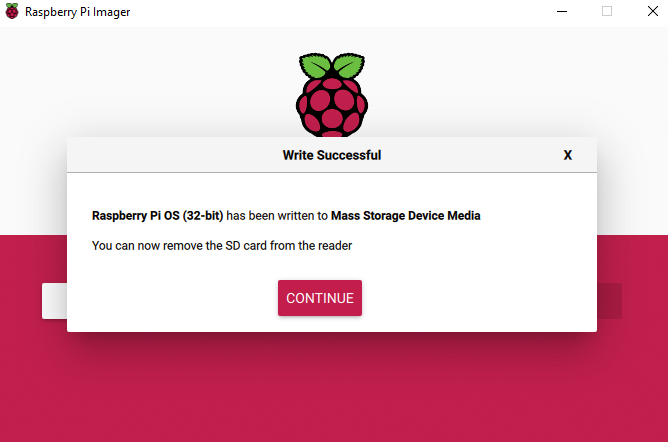 Raspberry Pi Imager
Write Successful X
Raspberry Pi OS (32-bit) has been written to Mass Storage Device Media
You can now remove the SD card from the reader
CONTINUE